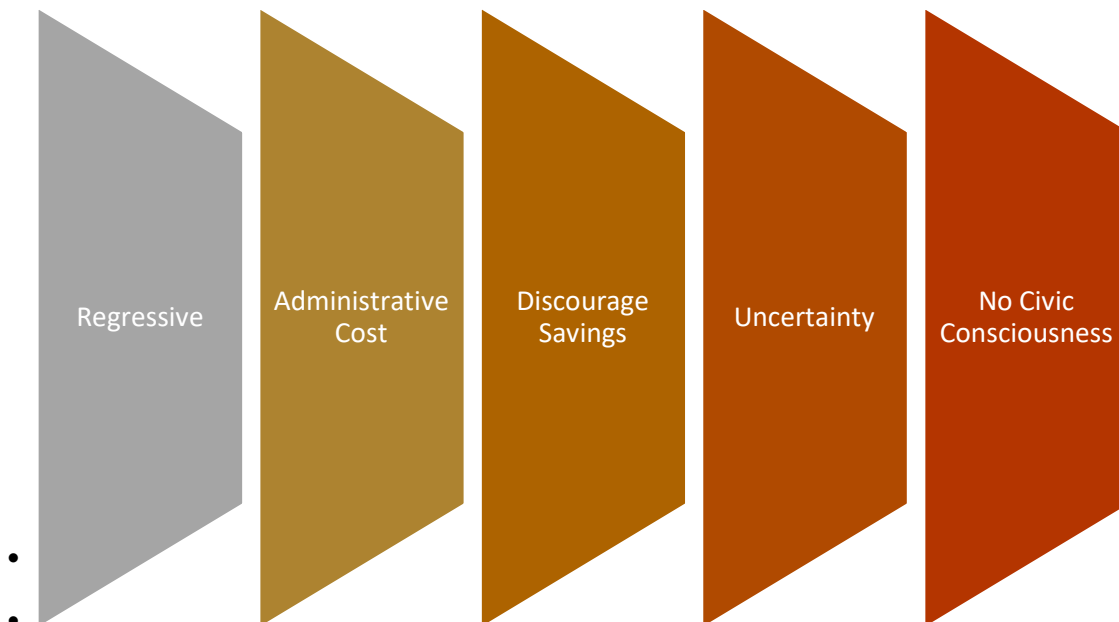 Regressive
Administrative
Cost
Discourage
Savings
Uncertainty
No Civic
Consciousness